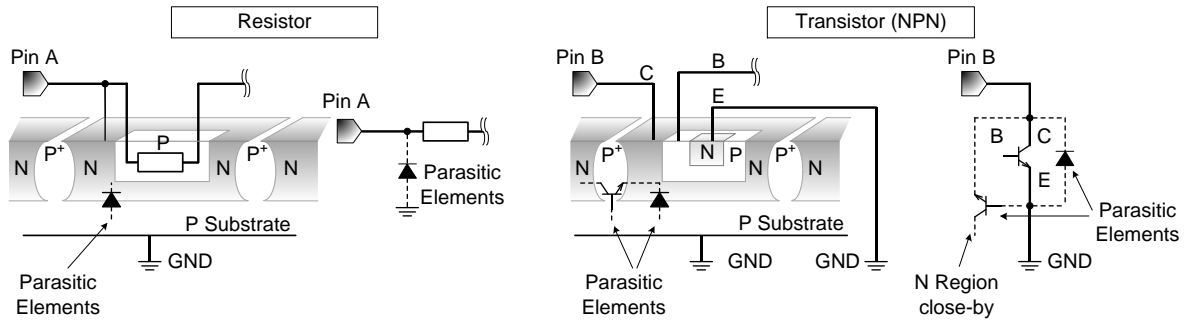 Resistor
Transistor (NPN)
Pin A
Pin B
Pin B
C
B
E
Pin A
N
P+
N
P
P+
N
N
P+
N
N
P
P+
N
B
C
E
Parasitic
Elements
P Substrate
GND
Parasitic
Elements
P Substrate
GND
GND
Parasitic
Elements
Parasitic
Elements
N Region
close-by
GND